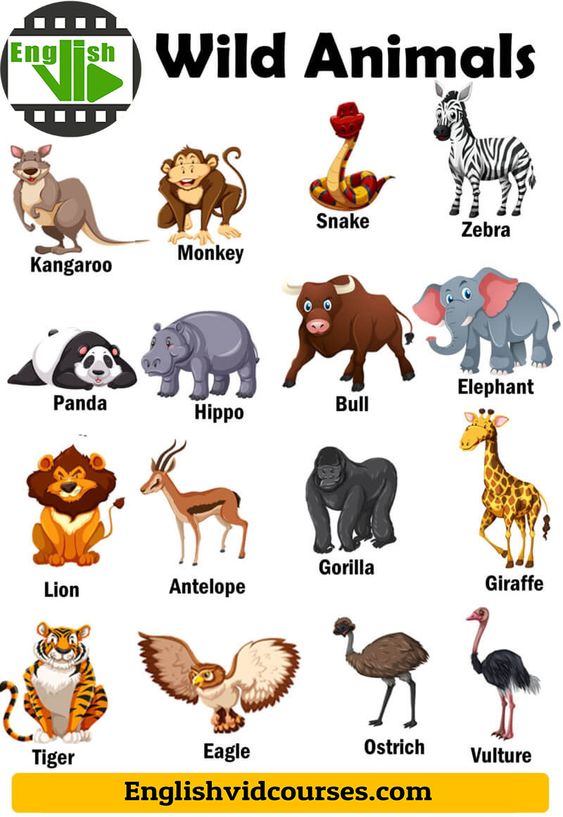 English
VID
Wild Animals
Kangaroo
Monkey
Snake
Zebra
Panda
Hippo
Bull
Elephant
Lion
Antelope
Gorilla
Giraffe
Tiger
Eagle
Ostrich
Vulture
Englishvidcourses.com